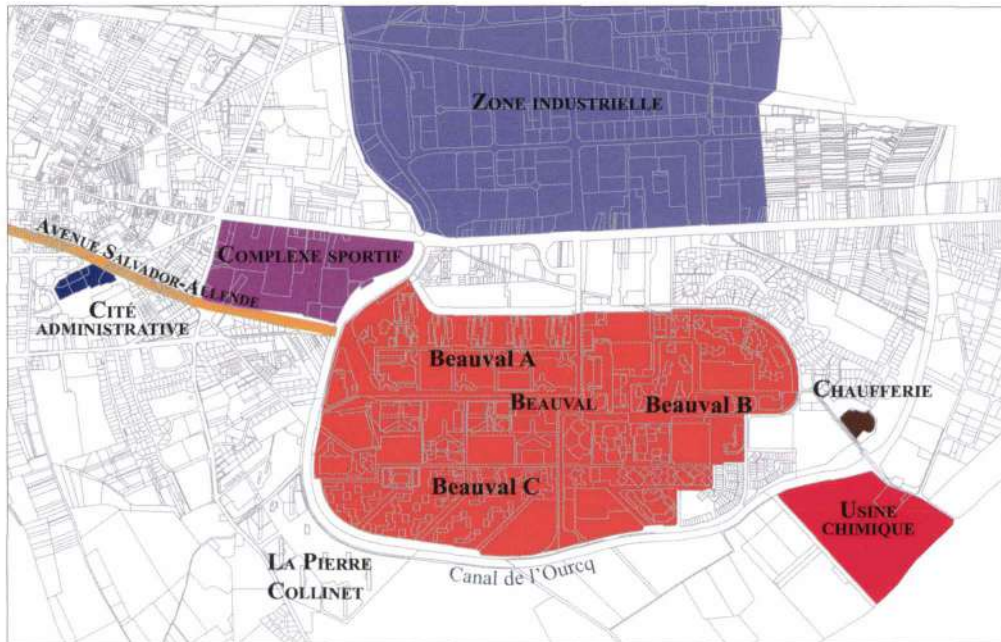 ZONE INDUSTRIELLE
AVENUE SALVADOR-ALLENDE
COMPLEXE SPORTIF
CITÉ
ADMINISTRATIVE
Beauval A
BEAUVAL
Beauval B
CHAUFFERIE
Beauval C
USINE
CHIMIQUE
LA PIERRE
COLLINET
Canal de l'Ourcq